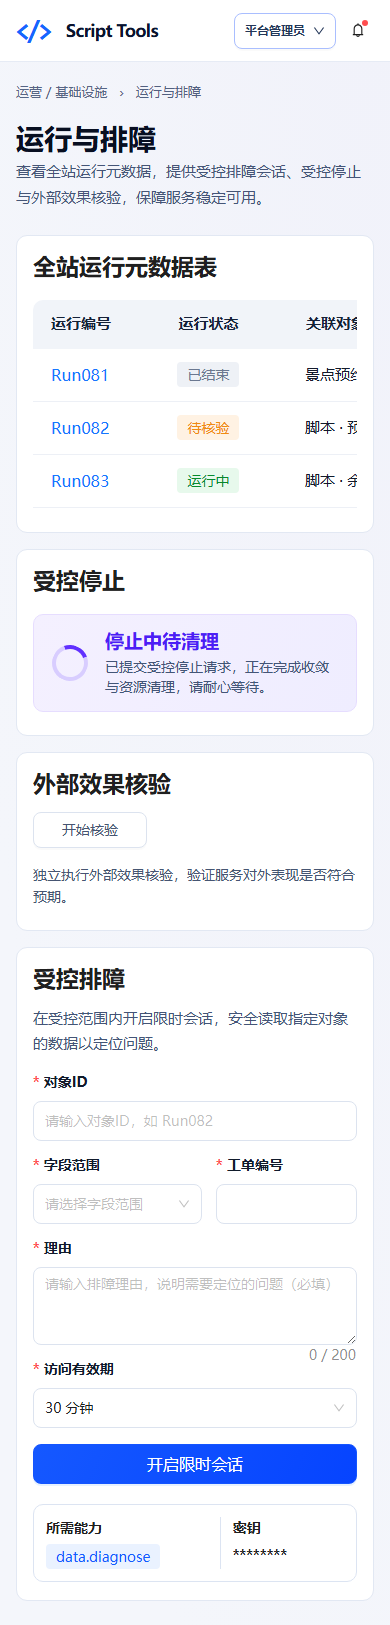 Script Tools
平台管理员
运营 / 基础设施 › 运行与排障
运行与排障
查看全站运行元数据，提供受控排障会话、受控停止
与外部效果核验，保障服务稳定可用。
全站运行元数据表
运行编号 运行状态 关联对
Run081 已结束 景点预
Run082 待核验 脚本 · 预
Run083 运行中 脚本 · 余
受控停止
停止中待清理
已提交受控停止请求，正在完成收敛
与资源清理，请耐心等待。
外部效果核验
开始核验
独立执行外部效果核验，验证服务对外表现是否符合
预期。
受控排障
在受控范围内开启限时会话，安全读取指定对象
的数据以定位问题。
* 对象ID
请输入对象ID，如 Run082
* 字段范围 * 工单编号
请选择字段范围
* 理由
请输入排障理由，说明需要定位的问题（必填）
0 / 200
* 访问有效期
30 分钟
开启限时会话
所需能力 密钥
data.diagnose ********